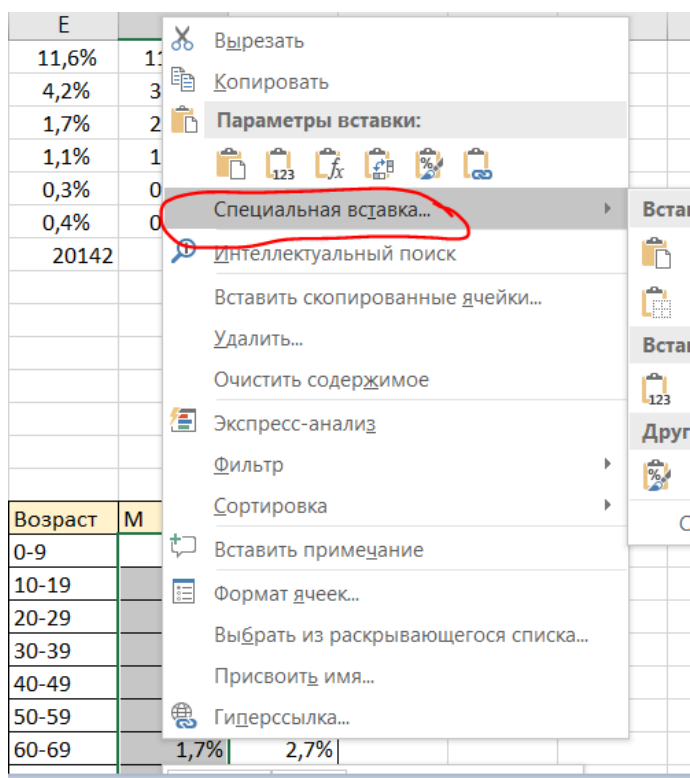 E
11,6%
4,2%
1,7%
1,1%
0,3%
0,4%
20142
Вырезать
Копировать
Параметры вставки:
123
fx
%
Специальная вставка...
Интеллектуальный поиск
Вставить скопированные ячейки...
Удалить...
Очистить содержимое
Экспресс-анализ
Фильтр
Сортировка
Вставить примечание
Формат ячеек...
Выбрать из раскрывающегося списка...
Присвоить имя...
Гиперссылка...
123
%
Возраст М
0-9
10-19
20-29
30-39
40-49
50-59
60-69 1,7% 2,7%